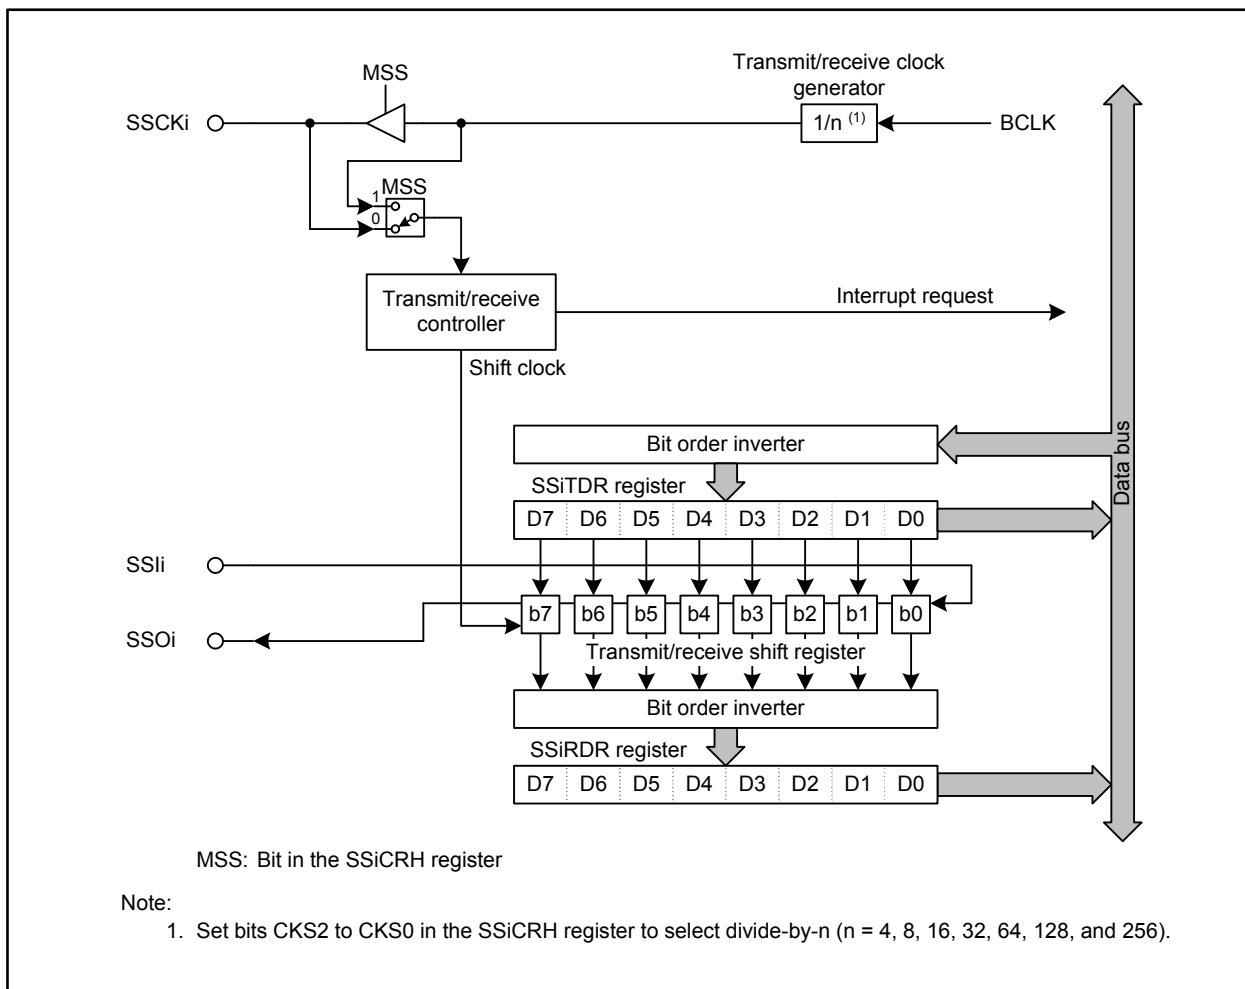 Transmit/receive clock
generator
MSS
SSCKi
1/n (1)
BCLK
MSS
1
0
Transmit/receive
controller
Interrupt request
Shift clock
Data bus
Bit order inverter
SSiTDR register
D7 D6 D5 D4 D3 D2 D1 D0
SSIi
b7 b6 b5 b4 b3 b2 b1 b0
SSOi
Transmit/receive shift register
Bit order inverter
SSiRDR register
D7 D6 D5 D4 D3 D2 D1 D0
MSS: Bit in the SSiCRH register
Note:
1. Set bits CKS2 to CKS0 in the SSiCRH register to select divide-by-n (n = 4, 8, 16, 32, 64, 128, and 256).